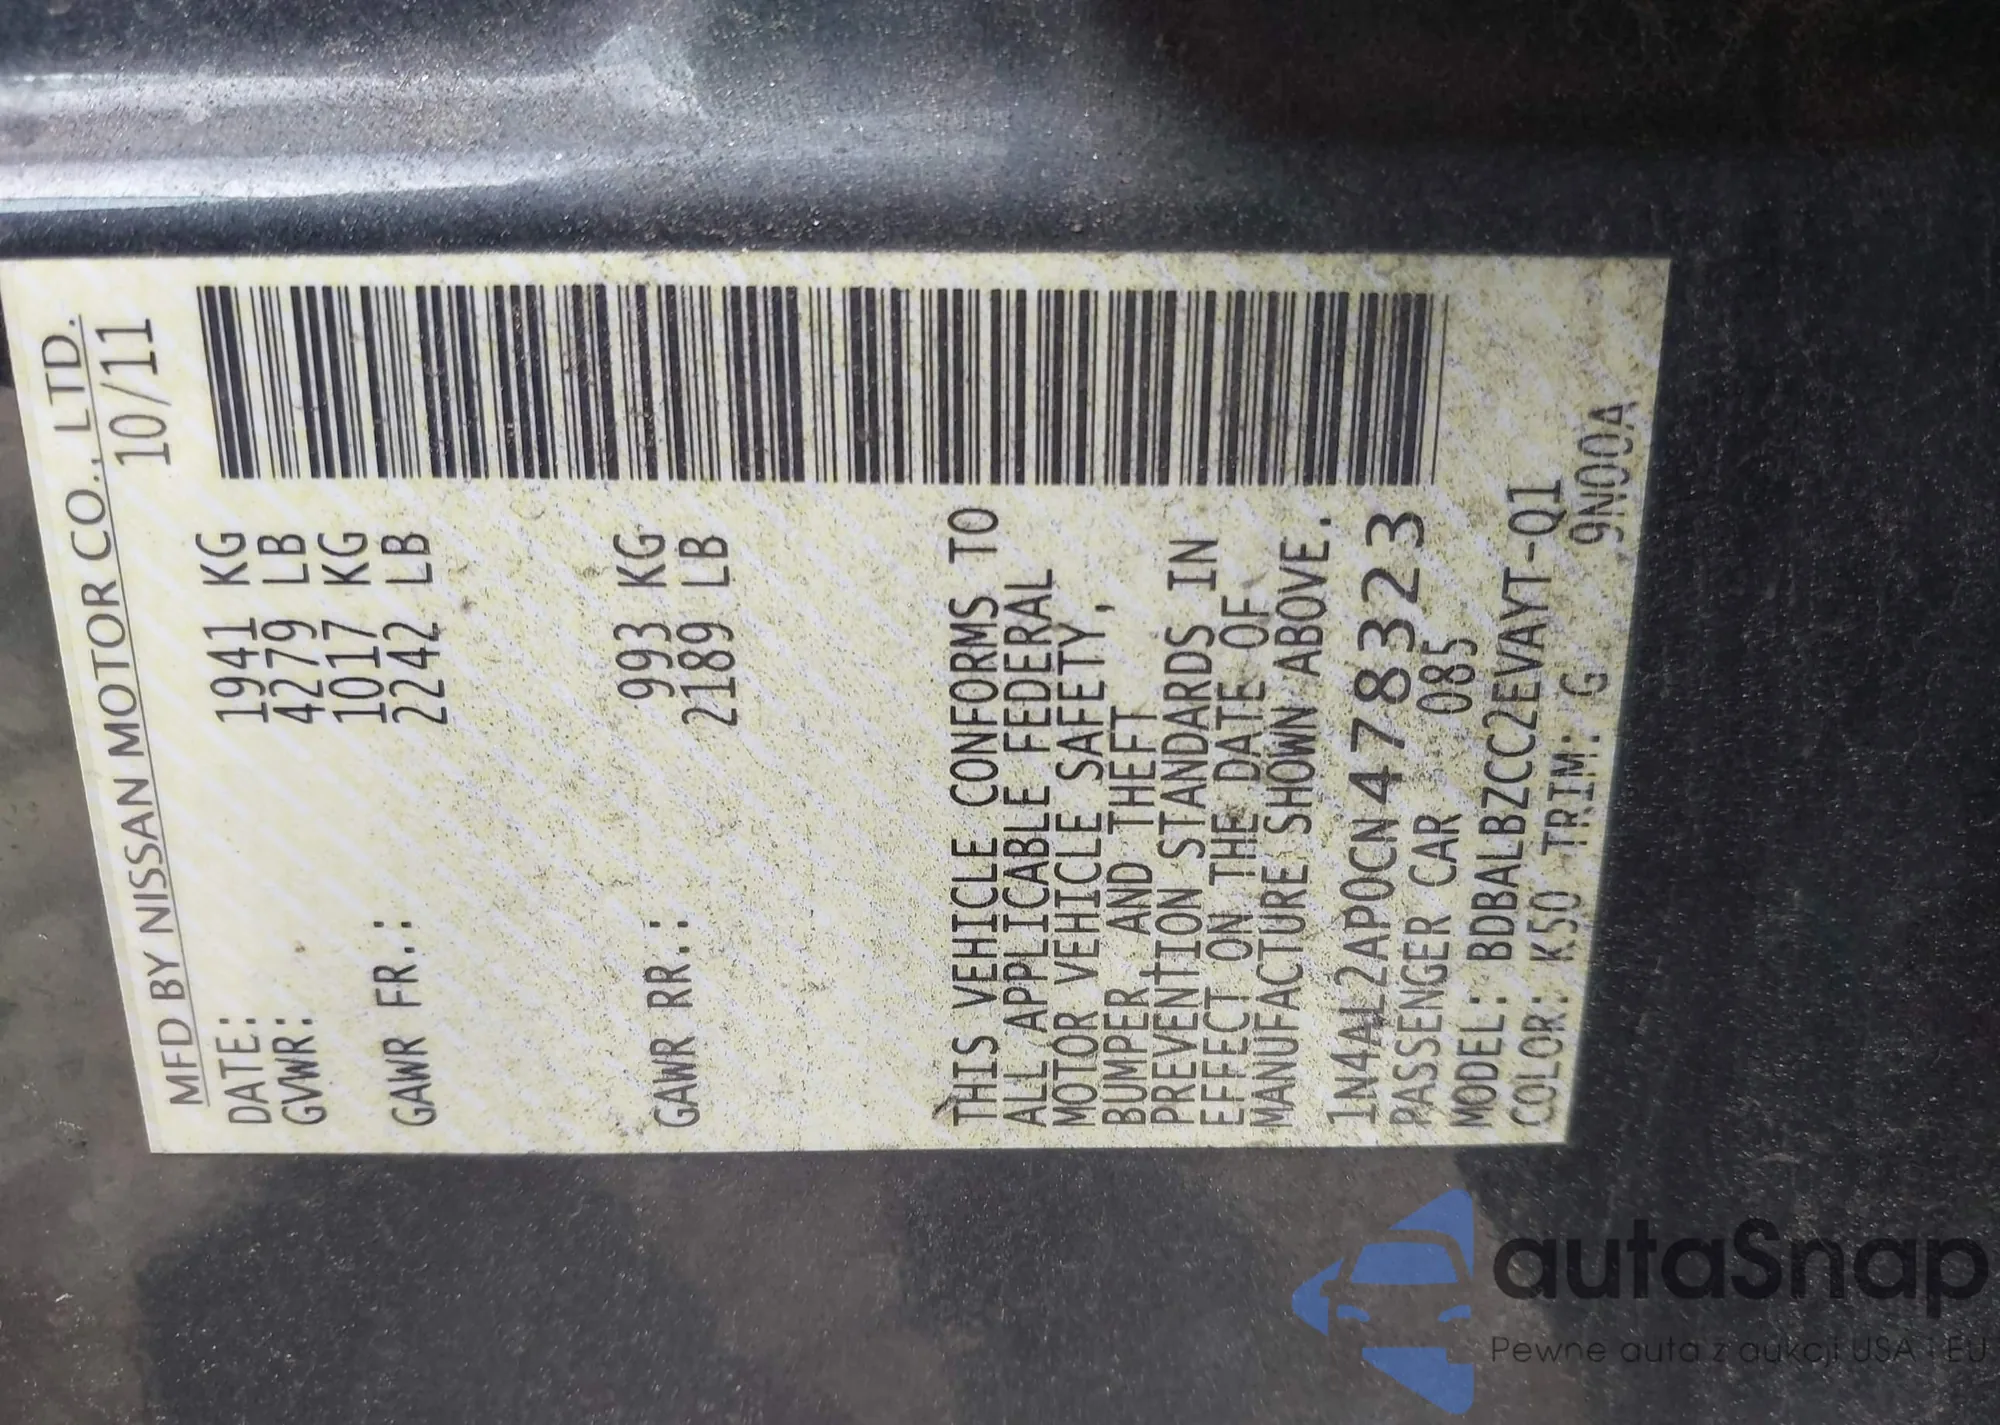 MFD BY NISSAN MOTOR CO., LTD.
DATE: 10/11
GVWR: 1941 KG
4279 LB
GAWR FR.: 1017 KG
2242 LB
GAWR RR.: 993 KG
2189 LB
THIS VEHICLE CONFORMS TO
ALL APPLICABLE FEDERAL
MOTOR VEHICLE SAFETY,
BUMPER, AND THEFT
PREVENTION STANDARDS IN
EFFECT ON THE DATE OF
MANUFACTURE SHOWN ABOVE.
1N4AL2AP0CN478323
PASSENGER CAR 085
MODEL: BDBALBZCC2EVAYT-Q1
COLOR: K50 TRIM: G 9N00A
autaSnap
Pewne auta z aukcji USA i EU